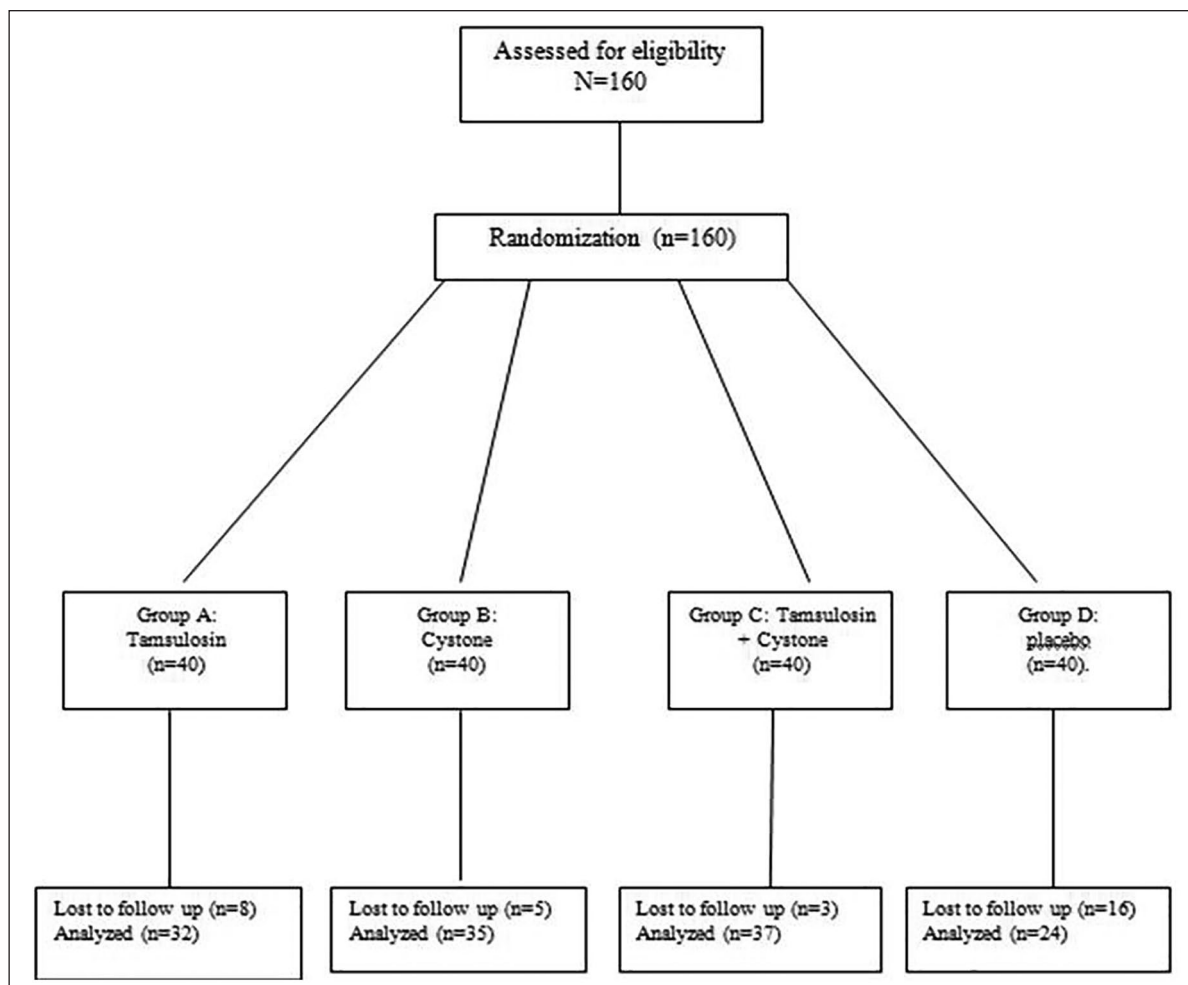 Assessed for eligibility
N=160
Randomization (n=160)
Group A:
Tamsulosin
(n=40)
Group B:
Cystone
(n=40)
Group C: Tamsulosin
+ Cystone
(n=40)
Group D:
placebo
(n=40).
Lost to follow up (n=8)
Analyzed (n=32)
Lost to follow up (n=5)
Analyzed (n=35)
Lost to follow up (n=3)
Analyzed (n=37)
Lost to follow up (n=16)
Analyzed (n=24)